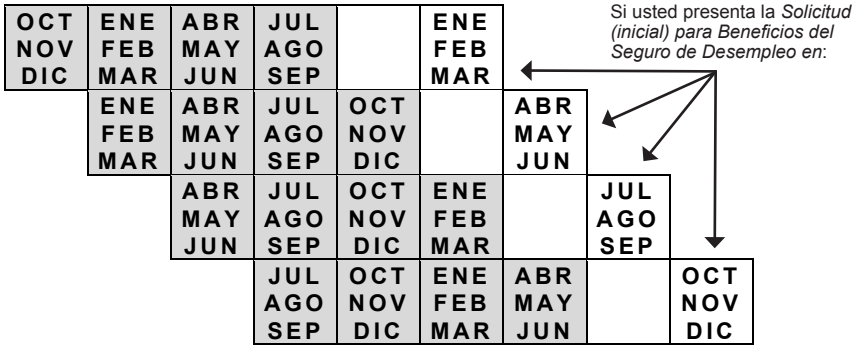 Si usted presenta la Solicitud
(inicial) para Beneficios del
Seguro de Desempleo en:
OCT ENE ABR JUL ENE
NOV FEB MAY AGO FEB
DIC MAR JUN SEP MAR
ENE ABR JUL OCT ABR
FEB MAY AGO NOV MAY
MAR JUN SEP DIC JUN
ABR JUL OCT ENE JUL
MAY AGO NOV FEB AGO
JUN SEP DIC MAR SEP
JUL OCT ENE ABR OCT
AGO NOV FEB MAY NOV
SEP DIC MAR JUN DIC